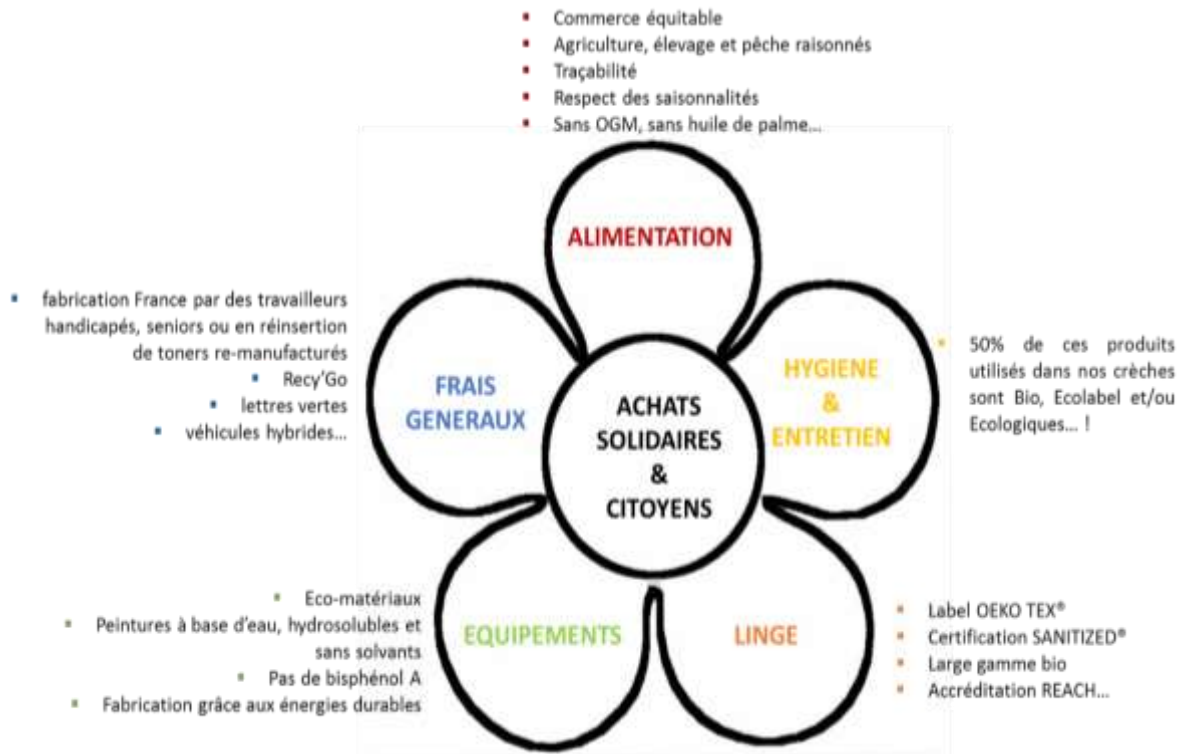 Commerce équitable
Agriculture, élevage et pêche raisonnés
Traçabilité
Respect des saisonnalités
Sans OGM, sans huile de palme...
ALIMENTATION
fabrication France par des travailleurs
handicapés, seniors ou en réinsertion
de toners re-manufacturés
Recy'Go
lettres vertes
véhicules hybrides...
FRAIS
GENERAUX
ACHATS
SOLIDAIRES
&
CITOYENS
HYGIENE
&
ENTRETIEN
50% de ces produits
utilisés dans nos crèches
sont Bio, Ecolabel et/ou
Ecologiques... !
Eco-matériaux
Peintures à base d'eau, hydrosolubles et
sans solvants
Pas de bisphénol A
Fabrication grâce aux énergies durables
EQUIPEMENTS
LINGE
Label OEKO TEX®
Certification SANITIZED®
Large gamme bio
Accréditation REACH...